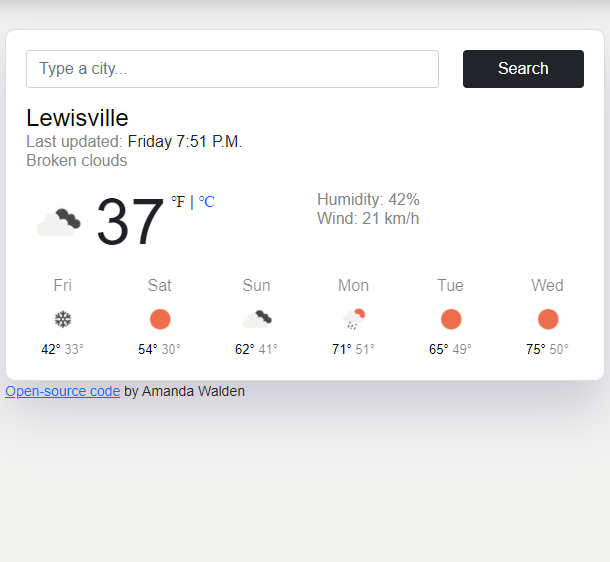 Type a city...
Search
Lewisville
Last updated: Friday 7:51 P.M.
Broken clouds
37 °F | °C
Humidity: 42%
Wind: 21 km/h
Fri Sat Sun Mon Tue Wed
42° 33° 54° 30° 62° 41° 71° 51° 65° 49° 75° 50°
Open-source code by Amanda Walden